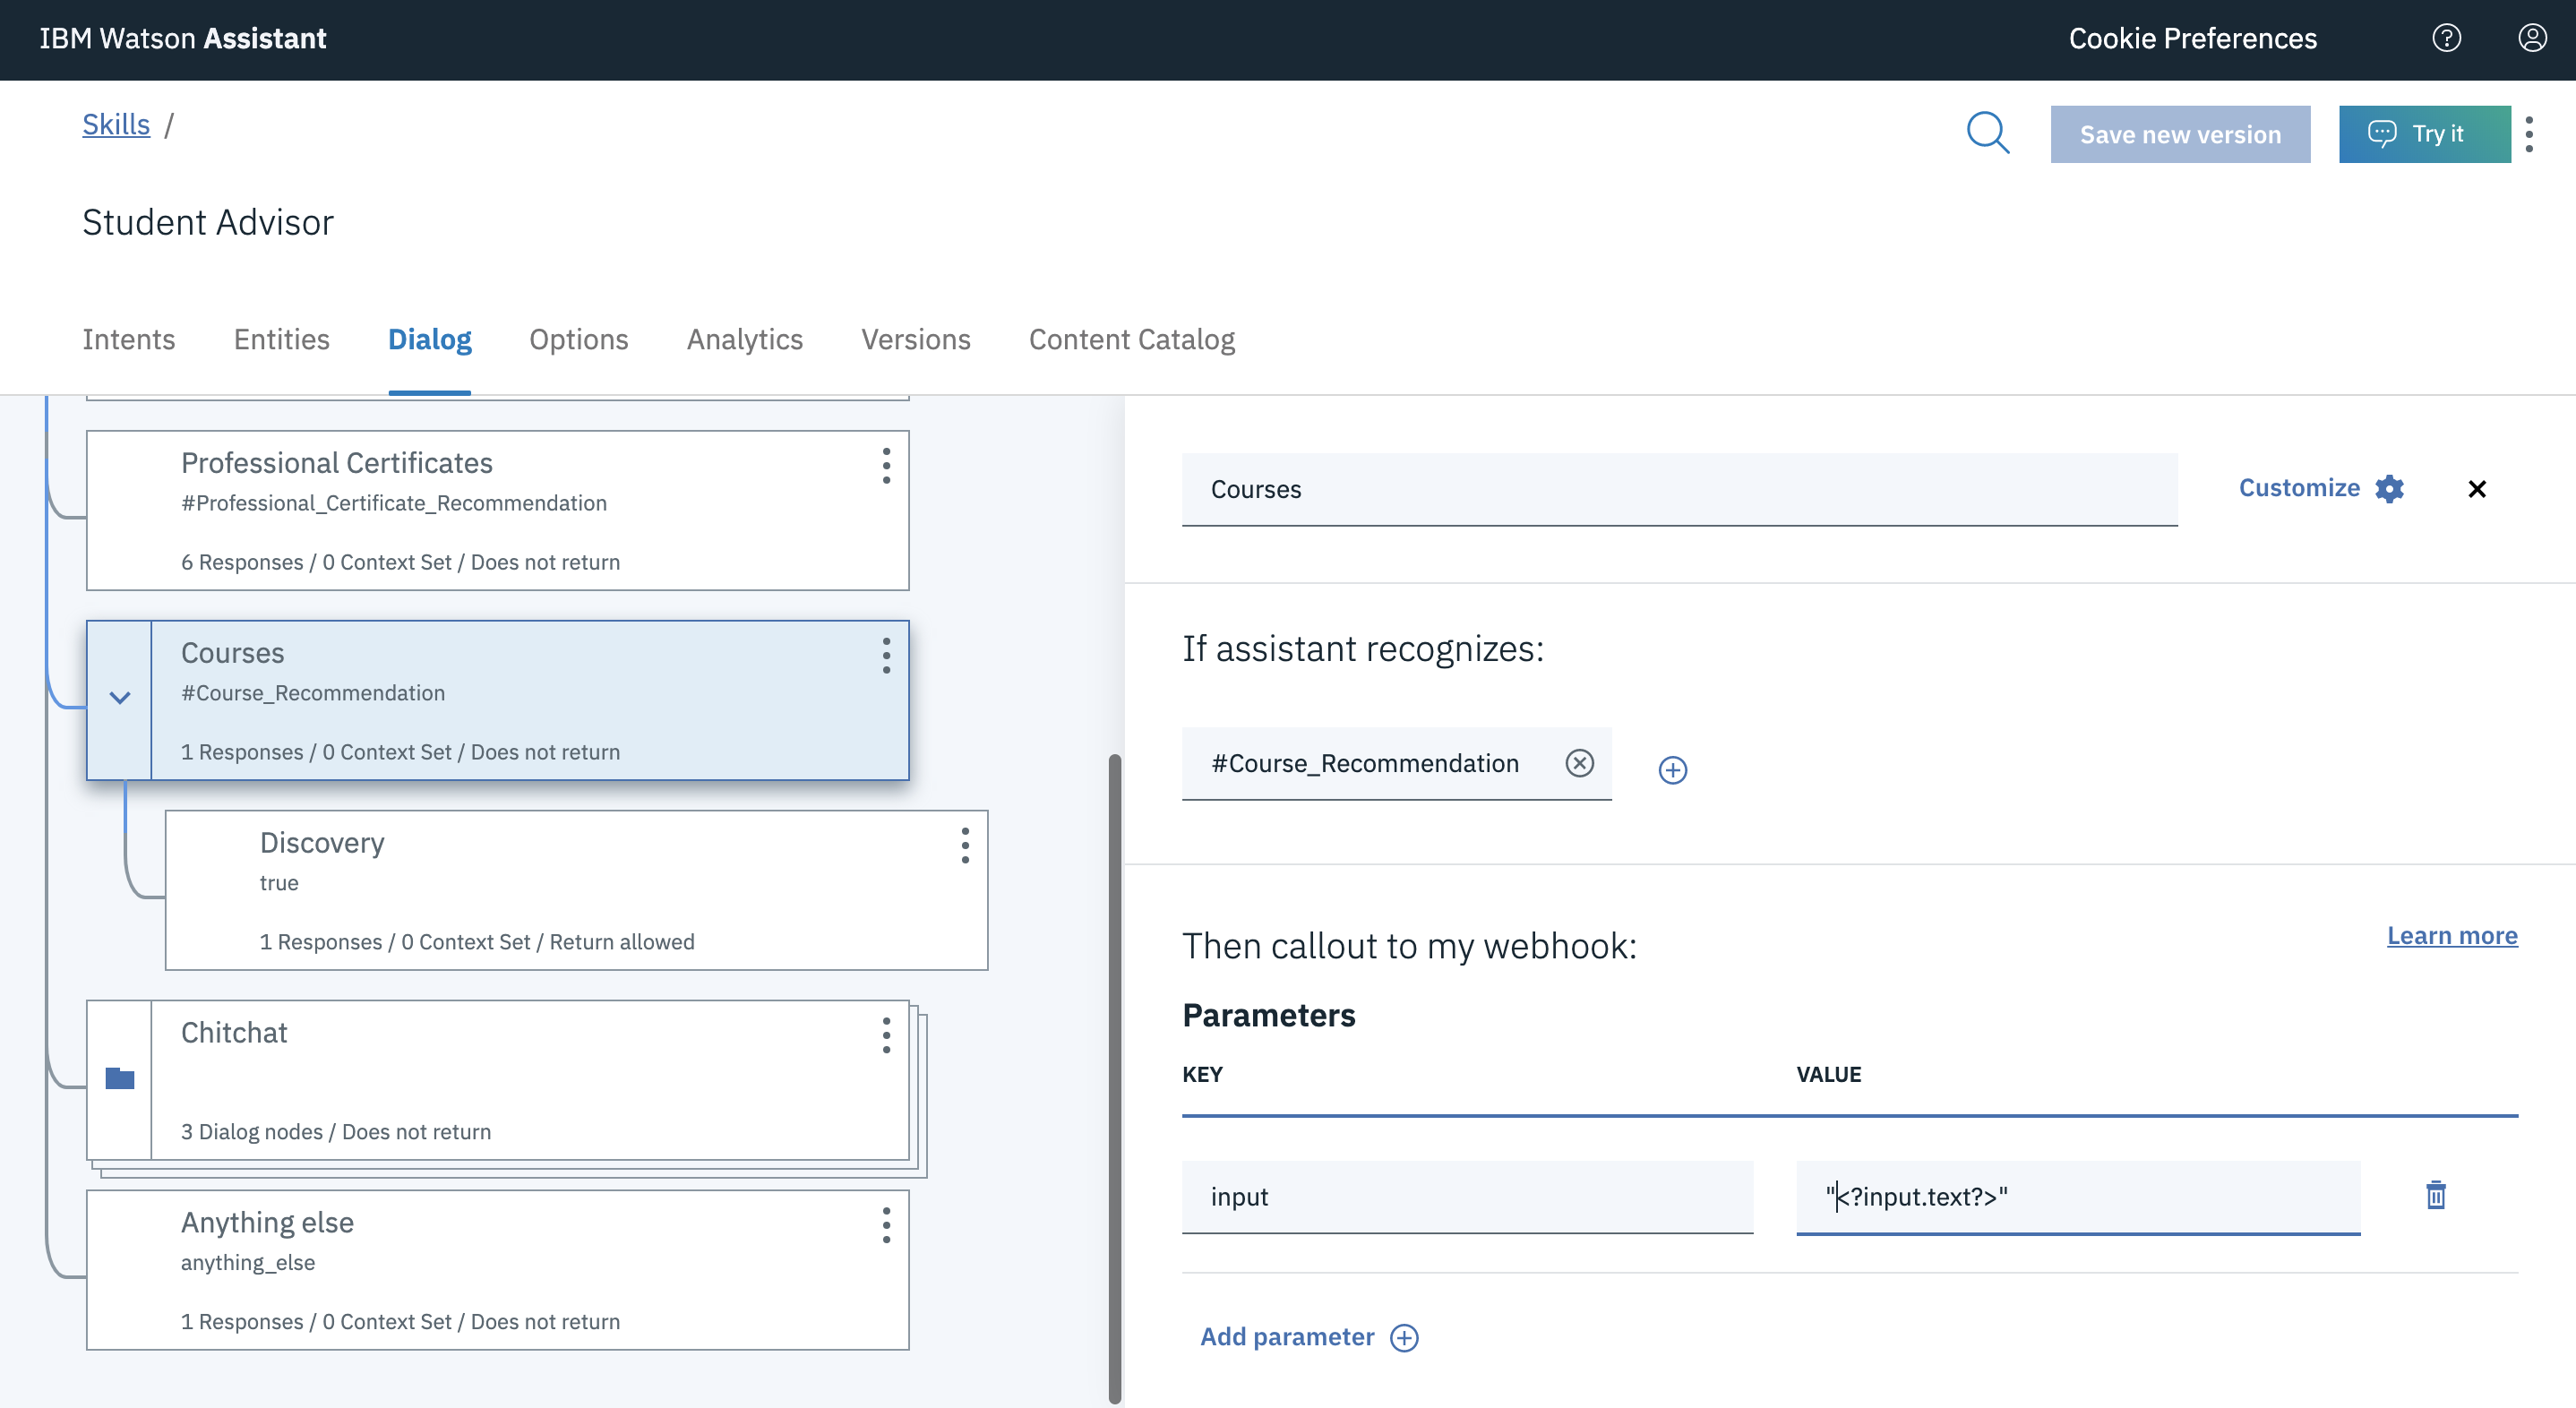 IBM Watson Assistant
Cookie Preferences
Skills /
Save new version
Try it
Student Advisor
Intents
Entities
Dialog
Options
Analytics
Versions
Content Catalog
Professional Certificates
#Professional_Certificate_Recommendation
6 Responses / 0 Context Set / Does not return
Courses
#Course_Recommendation
1 Responses / 0 Context Set / Does not return
Discovery
true
1 Responses / 0 Context Set / Return allowed
Chitchat
3 Dialog nodes / Does not return
Anything else
anything_else
1 Responses / 0 Context Set / Does not return
Courses
Customize
If assistant recognizes:
#Course_Recommendation
Then callout to my webhook:
Learn more
Parameters
KEY
VALUE
input
"<?input.text?>"
Add parameter